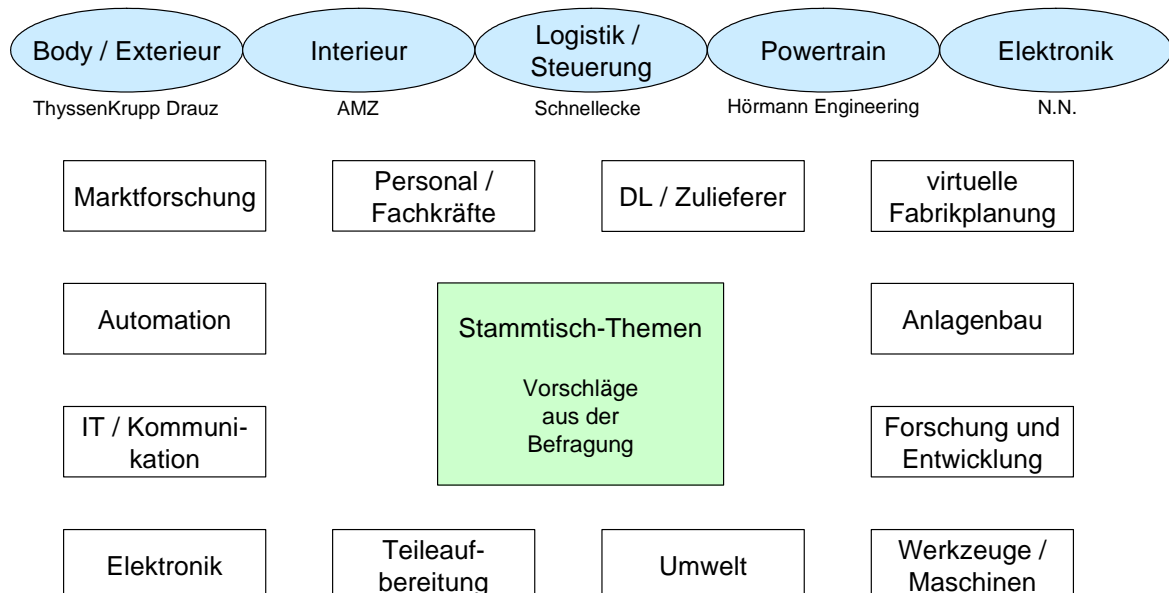 Body / Exterieur
Interieur
Logistik /
Steuerung
Powertrain
Elektronik
ThyssenKrupp Drauz
AMZ
Schnellecke
Hörmann Engineering
N.N.
Marktforschung
Personal /
Fachkräfte
DL / Zulieferer
virtuelle
Fabrikplanung
Automation
Stammtisch-Themen
Vorschläge
aus der
Befragung
Anlagenbau
IT / Kommuni-
kation
Forschung und
Entwicklung
Elektronik
Teileauf-
bereitung
Umwelt
Werkzeuge /
Maschinen